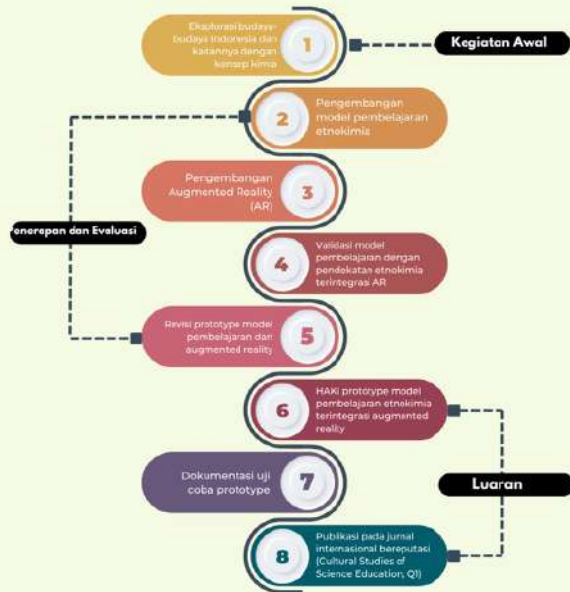 Eksplorasi budaya-
budaya Indonesia dan
kaitannya dengan
konsep kimia
1
Kegiatan Awal
2
Pengembangan
model pembelajaran
etnokimia
Pengembangan
Augmented Reality
(AR)
3
enerapan dan Evaluasi
4
Validasi model
pembelajaran dengan
pendekatan etnokimia
terintegrasi AR
Revisi prototype model
pembelajaran dan
augmented reality
5
6
HAKI prototype model
pembelajaran etnokimia
terintegrasi augmented
reality
Dokumentasi uji
coba prototype
7
Luaran
8
Publikasi pada jurnal
internasional bereputasi
(Cultural Studies of
Science Education, Q1)